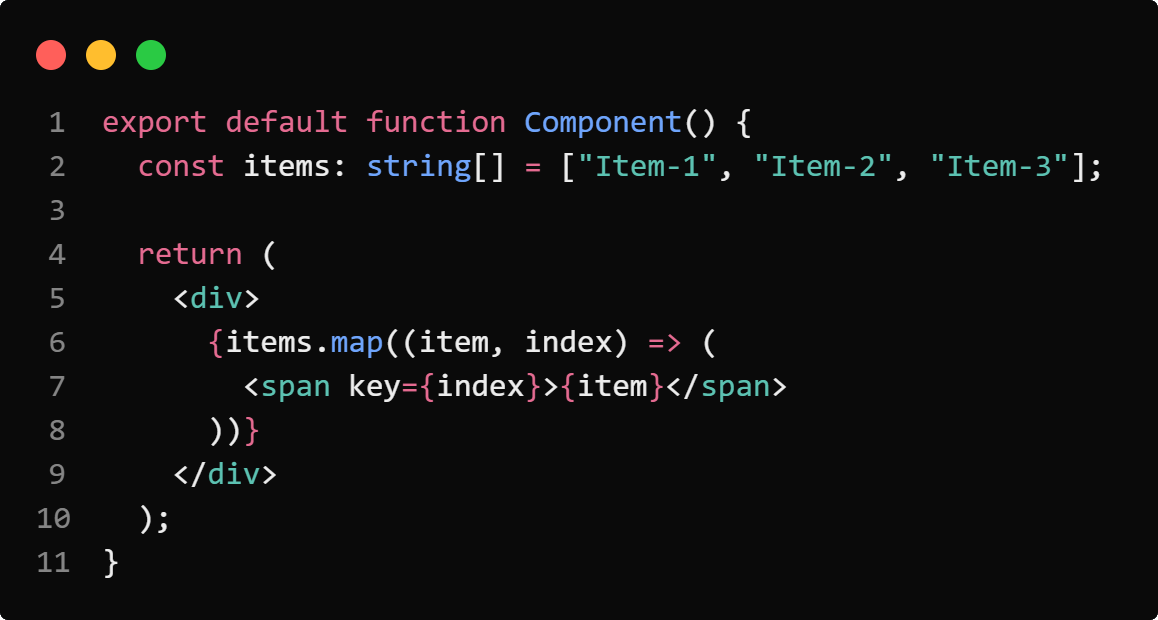 1 export default function Component() {
2   const items: string[] = ["Item-1", "Item-2", "Item-3"];
3
4   return (
5     <div>
6       {items.map((item, index) => (
7         <span key={index}>{item}</span>
8       ))}
9     </div>
10   );
11 }